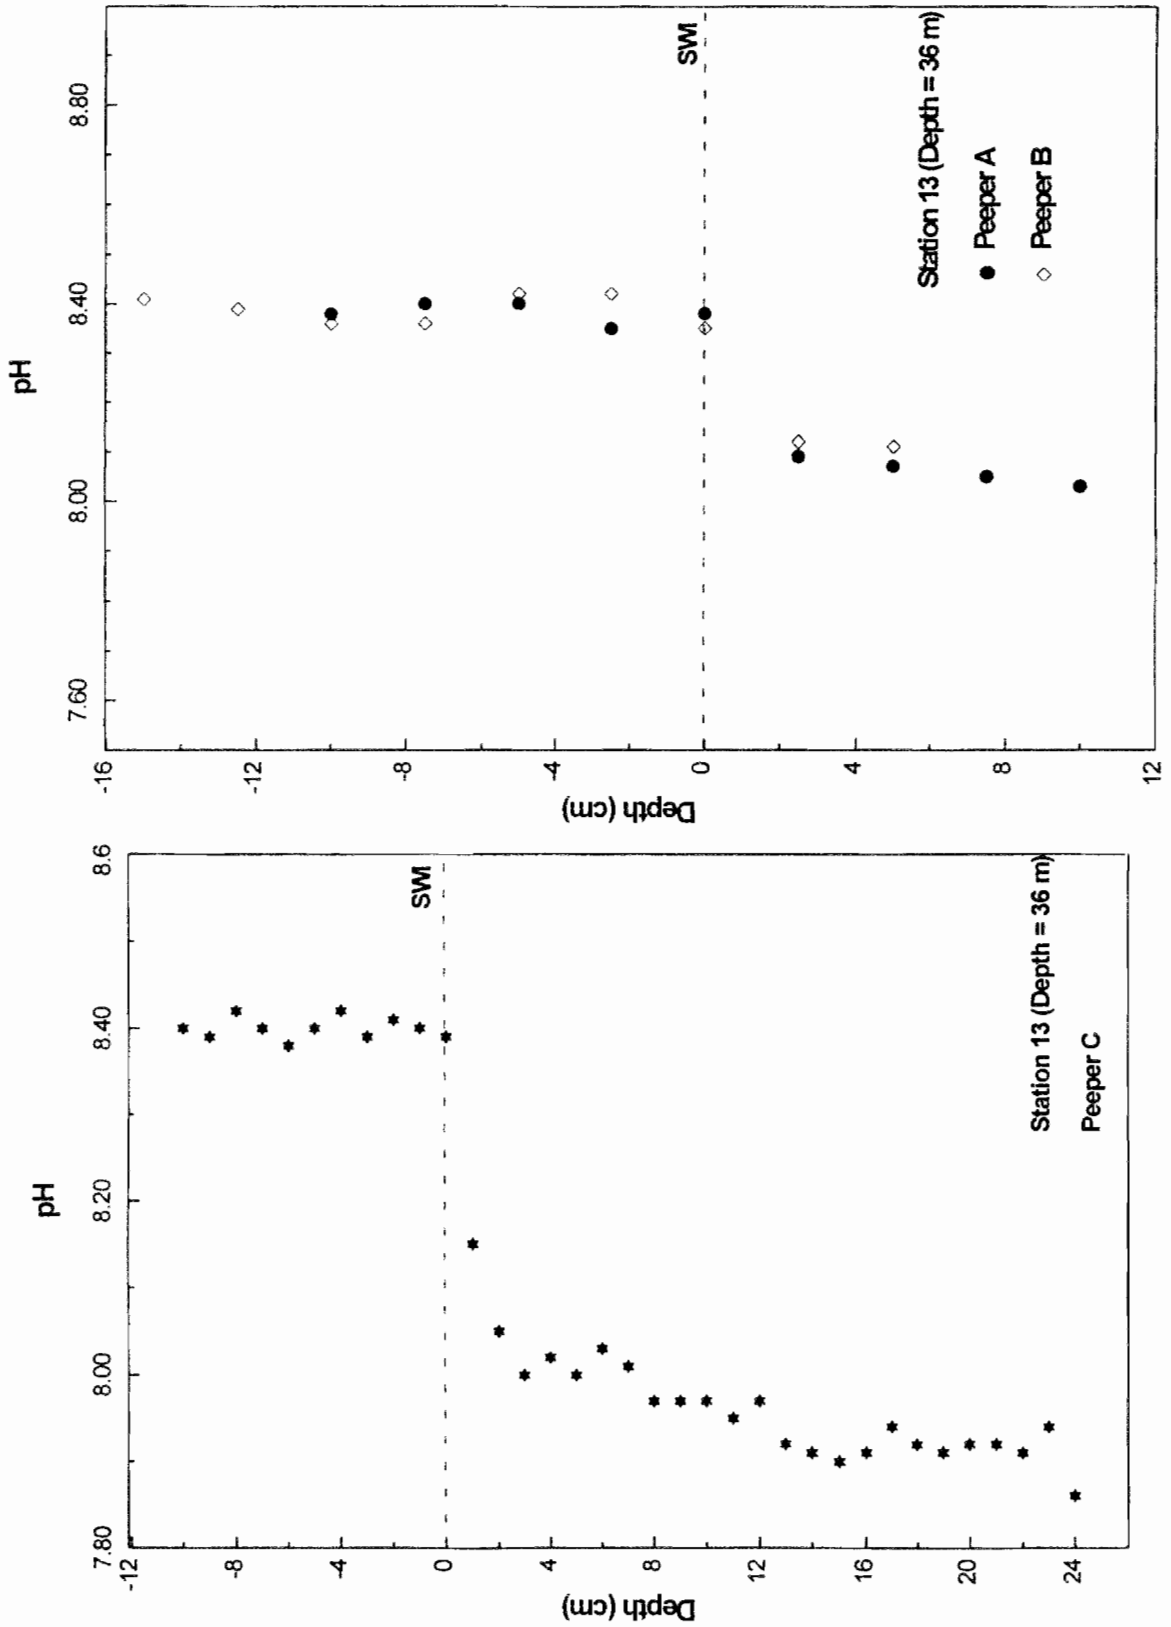 pH
7.80
8.00
8.20
8.40
8.6
-12
-8
-4
0
4
8
12
16
20
24
Depth (cm)
SWI
Station 13 (Depth = 36 m)
Peeper C
pH
7.60
8.00
8.40
8.80
-16
-12
-8
-4
0
4
8
12
Depth (cm)
SWI
Station 13 (Depth = 36 m)
Peeper A
Peeper B